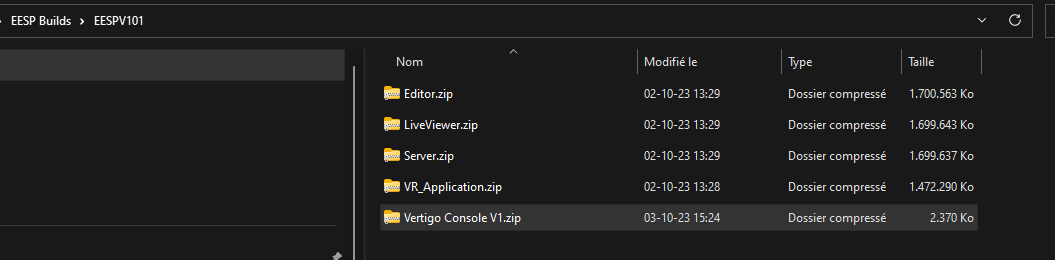 EESP Builds > EESPV101
Nom Modifié le Type Taille
Editor.zip 02-10-23 13:29 Dossier compressé 1.700.563 Ko
LiveViewer.zip 02-10-23 13:29 Dossier compressé 1.699.643 Ko
Server.zip 02-10-23 13:29 Dossier compressé 1.699.637 Ko
VR_Application.zip 02-10-23 13:28 Dossier compressé 1.472.290 Ko
Vertigo Console V1.zip 03-10-23 15:24 Dossier compressé 2.370 Ko